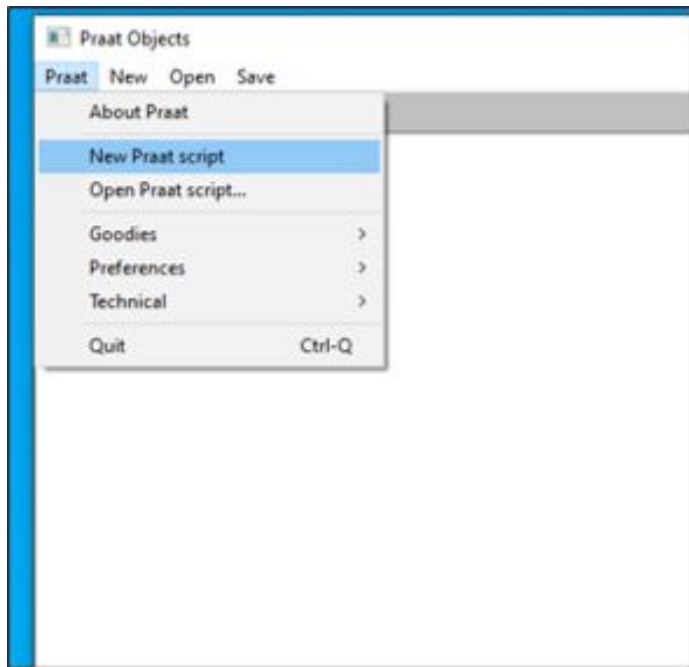 Praat Objects
Praat New Open Save
About Praat
New Praat script
Open Praat script...
Goodies
Preferences
Technical
Quit Ctrl-Q